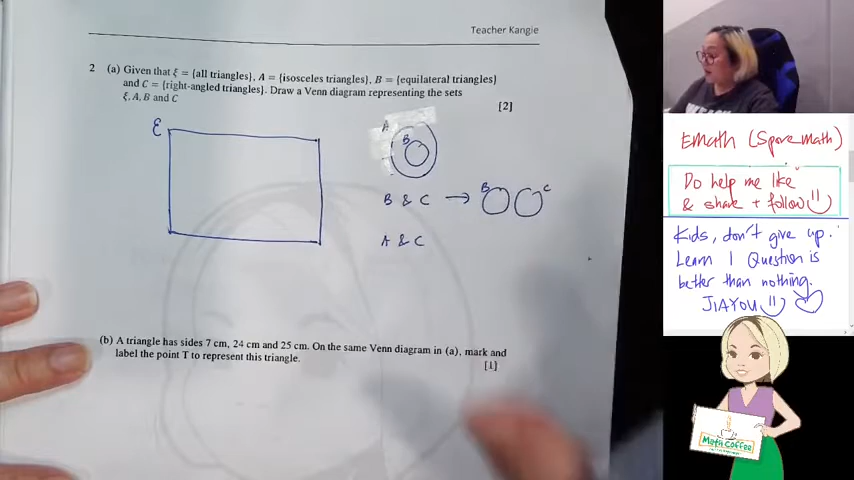 Teacher Kangie
2 (a) Given that ξ = {all triangles}, A = {isosceles triangles}, B = {equilateral triangles}
and C = {right-angled triangles}. Draw a Venn diagram representing the sets
ξ, A, B and C
[2]
ξ
A
B
B & C → B C
A & C
(b) A triangle has sides 7 cm, 24 cm and 25 cm. On the same Venn diagram in (a), mark and
label the point T to represent this triangle.
[1]
EMath (Spore math)
Do help me like
& share + follow
Kids, don't give up.
Learn 1 Question is
better than nothing.
JIAYOU
Math Coffee